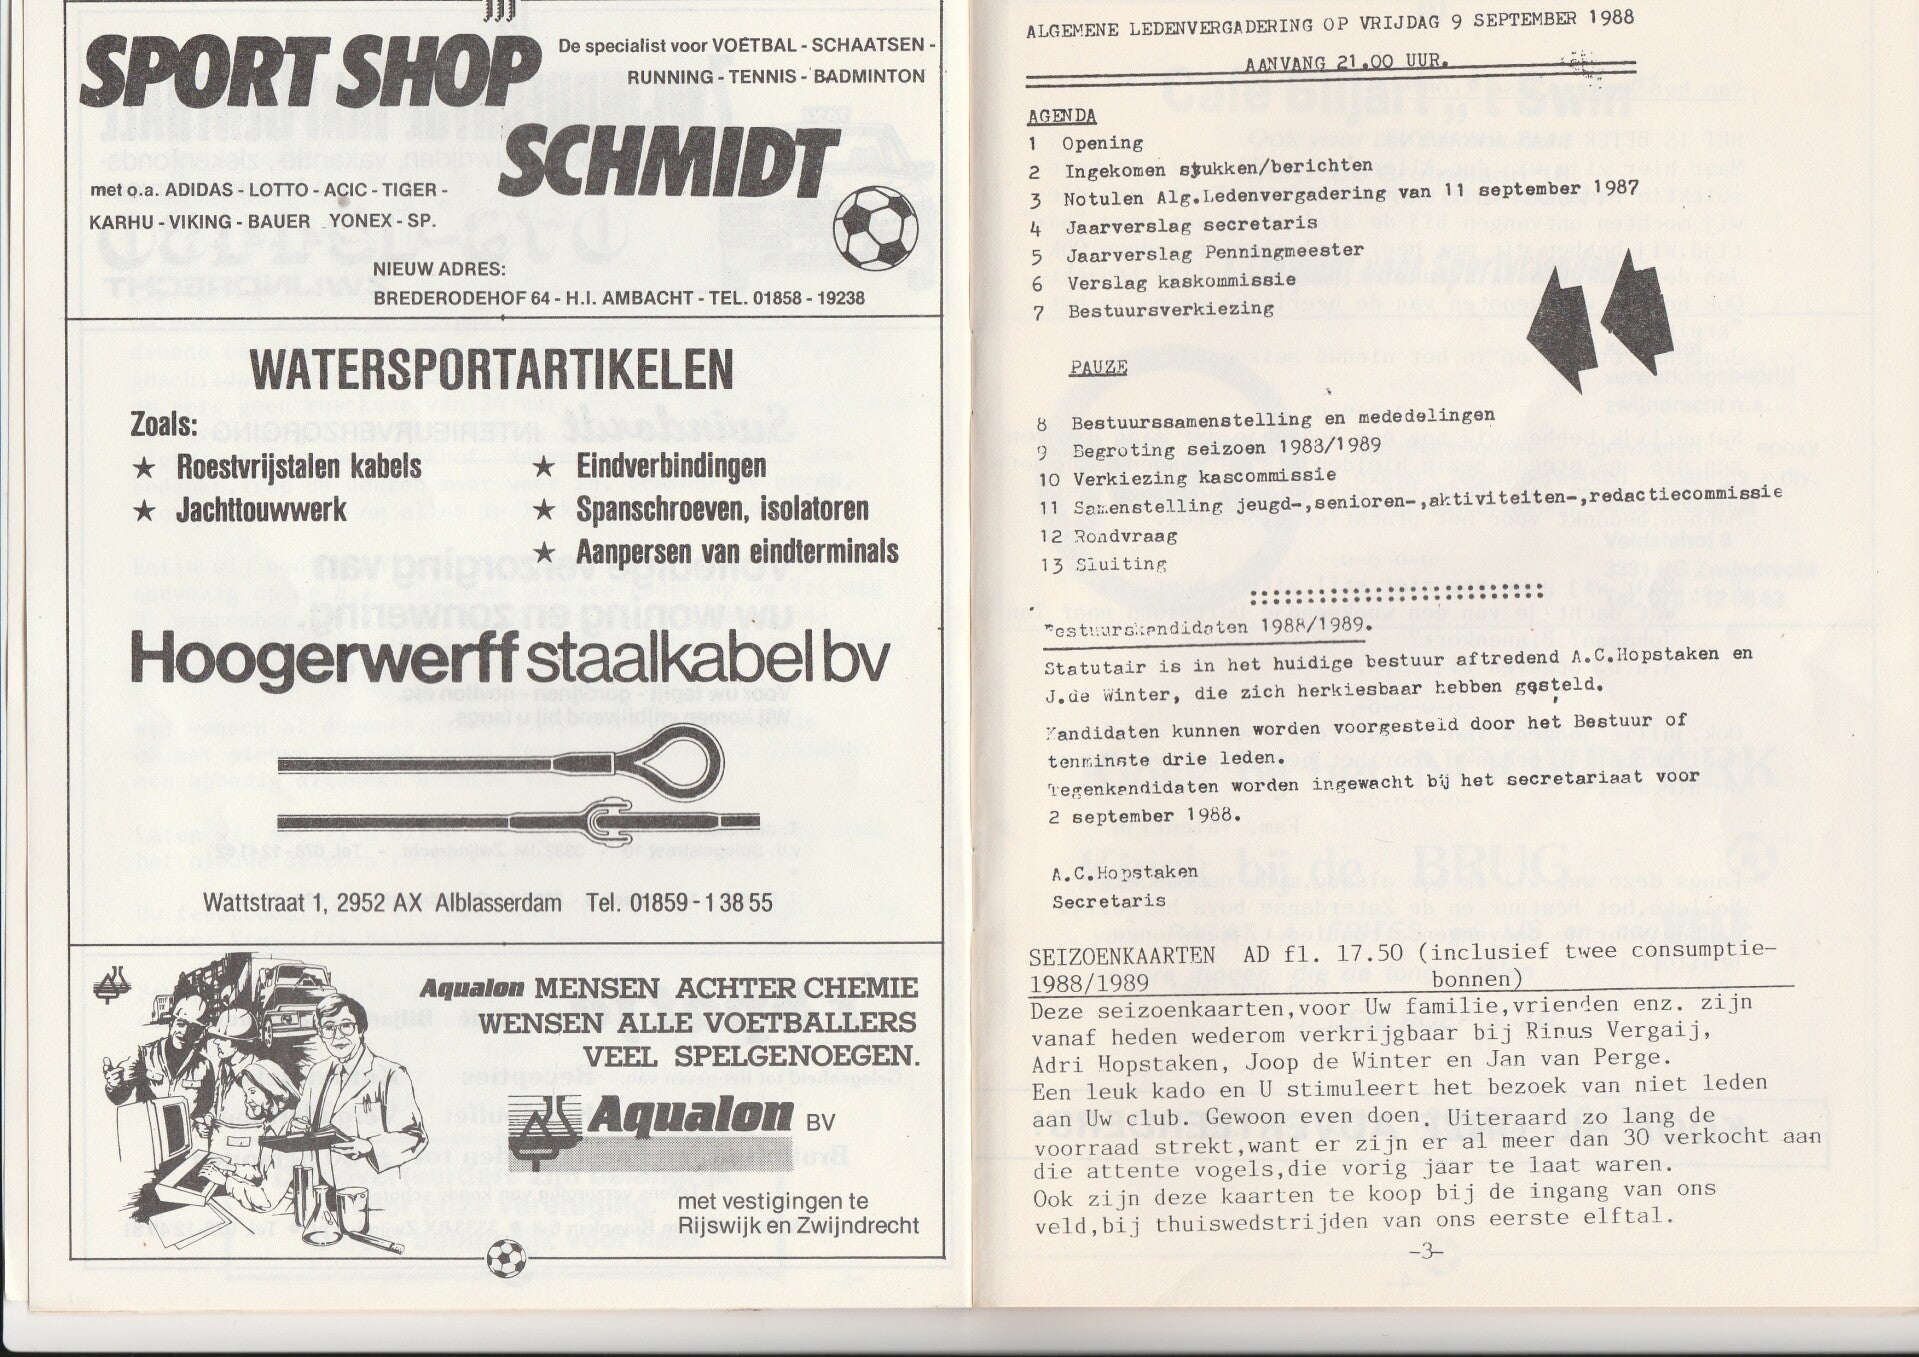 SPORT SHOP
SCHMIDT
De specialist voor VOETBAL - SCHAATSEN -
RUNNING - TENNIS - BADMINTON
met o.a. ADIDAS - LOTTO - ACIC - TIGER -
KARHU - VIKING - BAUER YONEX - SP.
NIEUW ADRES:
BREDERODEHOF 64 - H.I. AMBACHT - TEL. 01858 - 19238
WATERSPORTARTIKELEN
Zoals:
★ Roestvrijstalen kabels
★ Jachttouwwerk
★ Eindverbindingen
★ Spanschroeven, isolatoren
★ Aanpersen van eindterminals
Hoogerwerff staalkabel bv
Wattstraat 1, 2952 AX Alblasserdam Tel. 01859 - 1 38 55
Aqualon MENSEN ACHTER CHEMIE
WENSEN ALLE VOETBALLERS
VEEL SPELGENOEGEN.
Aqualon BV
met vestigingen te
Rijswijk en Zwijndrecht
ALGEMENE LEDENVERGADERING OP VRIJDAG 9 SEPTEMBER 1988
AANVANG 21.00 UUR.
AGENDA
1 Opening
2 Ingekomen stukken/berichten
3 Notulen Alg.Ledenvergadering van 11 september 1987
4 Jaarverslag secretaris
5 Jaarverslag Penningmeester
6 Verslag kaskommissie
7 Bestuursverkiezing
PAUZE
8 Bestuurssamenstelling en mededelingen
9 Begroting seizoen 1983/1989
10 Verkiezing kascommissie
11 Samenstelling jeugd-,senioren-,aktiviteiten-,redactiecommissie
12 Rondvraag
13 Sluiting
::::::::::::::::::::::::::
Bestuurskandidaten 1988/1989.
Statutair is in het huidige bestuur aftredend A.C.Hopstaken en
J.de Winter, die zich herkiesbaar hebben gesteld.
Kandidaten kunnen worden voorgesteld door het Bestuur of
tenminste drie leden.
Tegenkandidaten worden ingewacht bij het secretariaat voor
2 september 1988.
A.C.Hopstaken
Secretaris
SEIZOENKAARTEN AD fl. 17.50 (inclusief twee consumptie-
1988/1989 bonnen)
Deze seizoenkaarten,voor Uw familie,vrienden enz. zijn
vanaf heden wederom verkrijgbaar bij Rinus Vergaij,
Adri Hopstaken, Joop de Winter en Jan van Perge.
Een leuk kado en U stimuleert het bezoek van niet leden
aan Uw club. Gewoon even doen. Uiteraard zo lang de
voorraad strekt,want er zijn er al meer dan 30 verkocht aan
die attente vogels,die vorig jaar te laat waren.
Ook zijn deze kaarten te koop bij de ingang van ons
veld,bij thuiswedstrijden van ons eerste elftal.
-3-